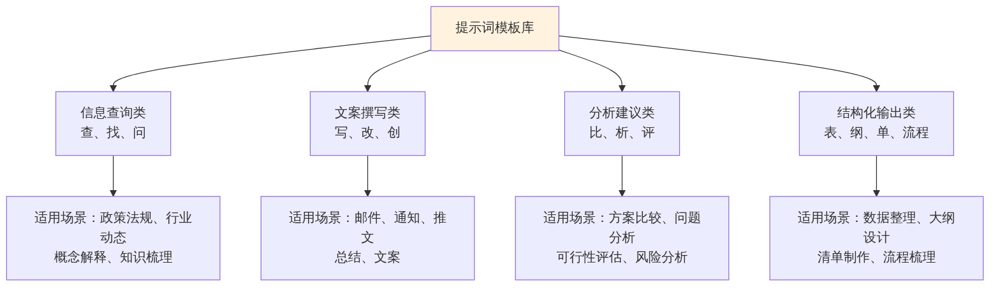 提示词模板库
信息查询类
查、找、问
文案撰写类
写、改、创
分析建议类
比、析、评
结构化输出类
表、纲、单、流程
适用场景：政策法规、行业
动态
概念解释、知识梳理
适用场景：邮件、通知、推
文
总结、文案
适用场景：方案比较、问题
分析
可行性评估、风险分析
适用场景：数据整理、大纲
设计
清单制作、流程梳理